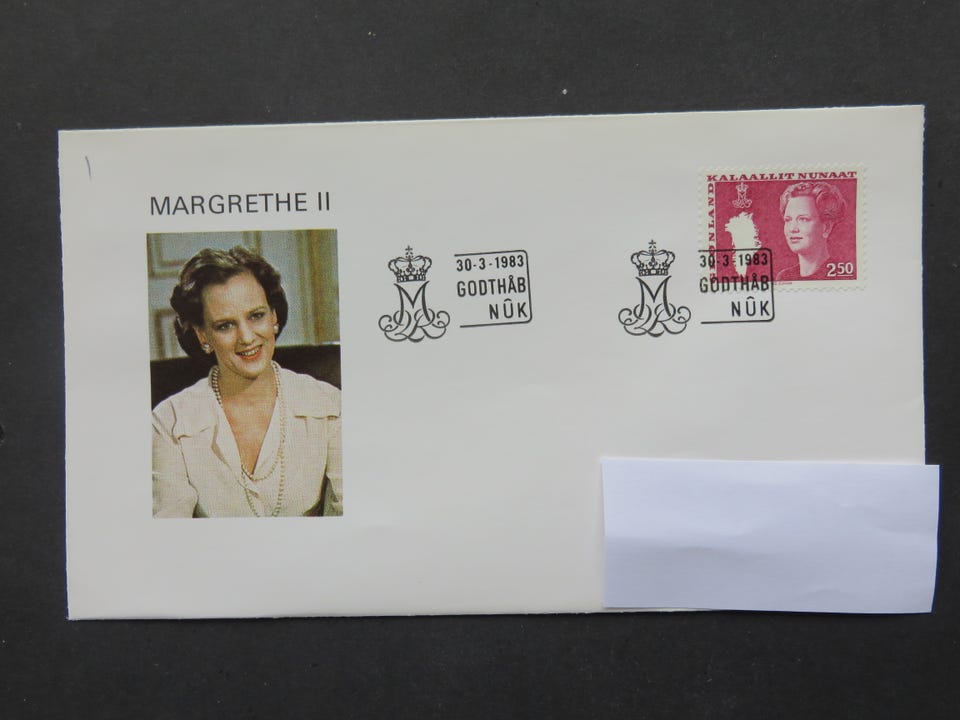 MARGRETHE II
30-3-1983
GODTHÅB
NÛK
30-3-1983
GODTHÅB
NÛK
KALAALLIT NUNAAT
GRØNLAND
2.50